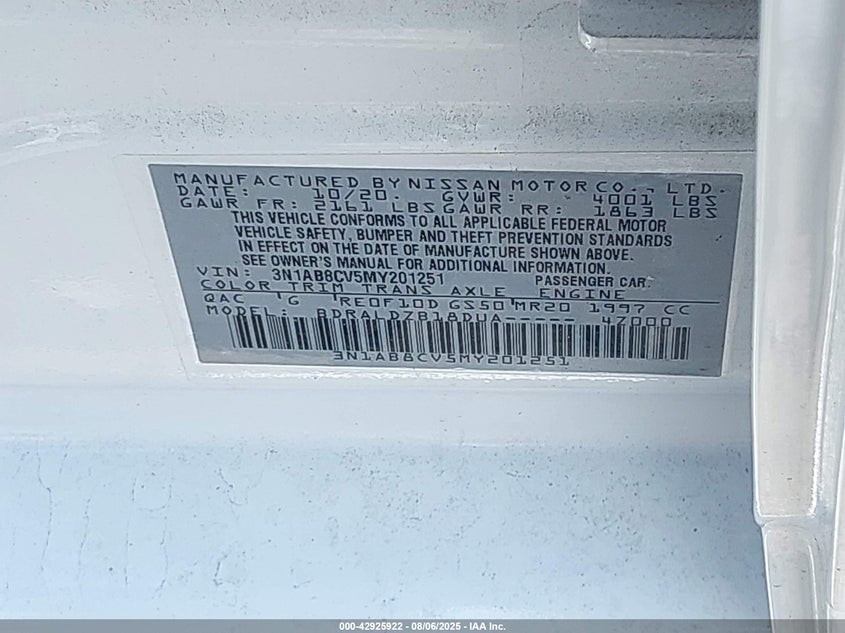 MANUFACTURED BY NISSAN MOTOR CO., LTD.
DATE: 10/20 GVWR: 4001 LBS
GAWR FR: 2161 LBS GAWR RR: 1863 LBS
THIS VEHICLE CONFORMS TO ALL APPLICABLE FEDERAL MOTOR
VEHICLE SAFETY, BUMPER AND THEFT PREVENTION STANDARDS
IN EFFECT ON THE DATE OF MANUFACTURE SHOWN ABOVE.
SEE OWNER'S MANUAL FOR ADDITIONAL INFORMATION.
VIN: 3N1AB8CV5MY201251 PASSENGER CAR.
COLOR TRIM TRANS AXLE ENGINE
QAC 'G 'RE0F10D GS50'MR20 1997 CC
MODEL: BDRALDZB18DUA----- 47000
3N1AB8CV5MY201251
000-42925922 - 08/06/2025 - IAA Inc.